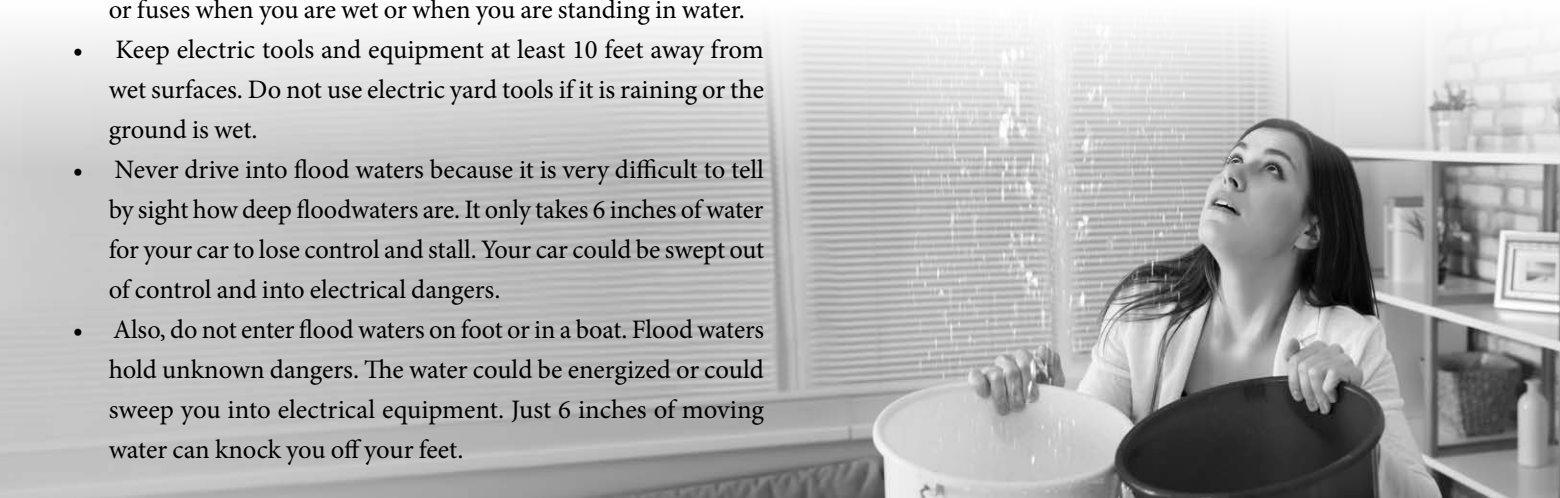 or fuses when you are wet or when you are standing in water.
• Keep electric tools and equipment at least 10 feet away from
wet surfaces. Do not use electric yard tools if it is raining or the
ground is wet.
• Never drive into flood waters because it is very difficult to tell
by sight how deep floodwaters are. It only takes 6 inches of water
for your car to lose control and stall. Your car could be swept out
of control and into electrical dangers.
• Also, do not enter flood waters on foot or in a boat. Flood waters
hold unknown dangers. The water could be energized or could
sweep you into electrical equipment. Just 6 inches of moving
water can knock you off your feet.